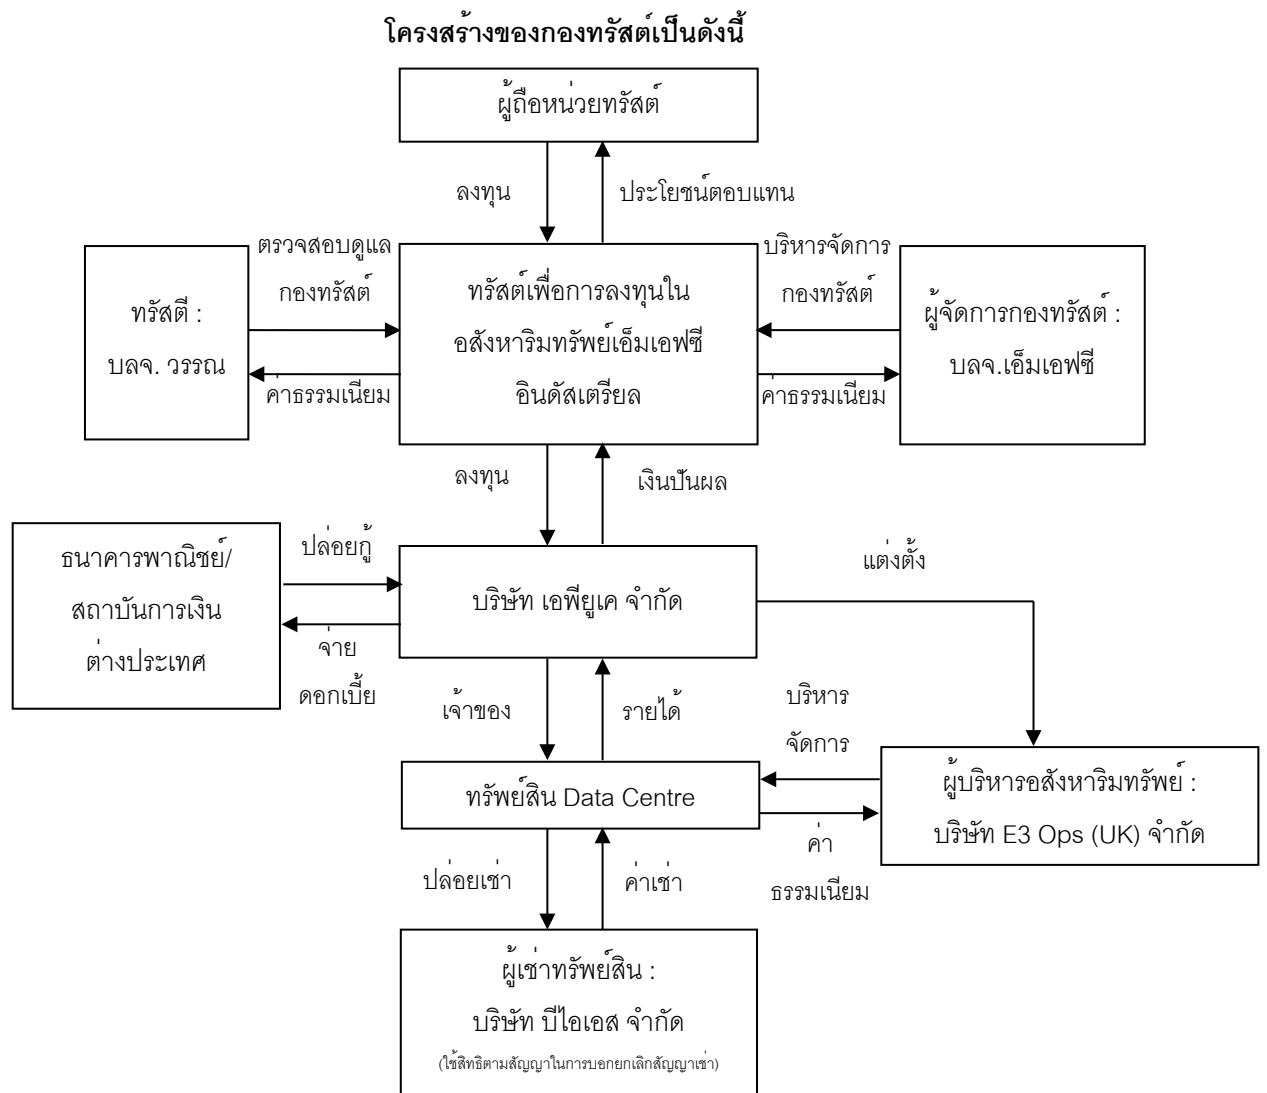 โครงสร้างของกองทรัสต์เป็นดังนี้
ผู้ถือหน่วยทรัสต์
ลงทุน
ประโยชน์ตอบแทน
ตรวจสอบดูแล
กองทรัสต์
บริหารจัดการ
กองทรัสต์
ทรัสตี :
บลจ. วรรณ
ทรัสต์เพื่อการลงทุนใน
อสังหาริมทรัพย์เอ็มเอฟซี
อินดัสเตรียล
ผู้จัดการกองทรัสต์ :
บลจ.เอ็มเอฟซี
ค่าธรรมเนียม
ค่าธรรมเนียม
ลงทุน
เงินปันผล
ธนาคารพาณิชย์/
สถาบันการเงิน
ต่างประเทศ
ปล่อยกู้
จ่าย
ดอกเบี้ย
บริษัท เอพียูเค จำกัด
แต่งตั้ง
เจ้าของ
รายได้
บริหาร
จัดการ
ทรัพย์สิน Data Centre
ค่า
ธรรมเนียม
ผู้บริหารอสังหาริมทรัพย์ :
บริษัท E3 Ops (UK) จำกัด
ปล่อยเช่า
ค่าเช่า
ผู้เช่าทรัพย์สิน :
บริษัท บีไอเอส จำกัด
(ใช้สิทธิตามสัญญาในการบอกยกเลิกสัญญาเช่า)